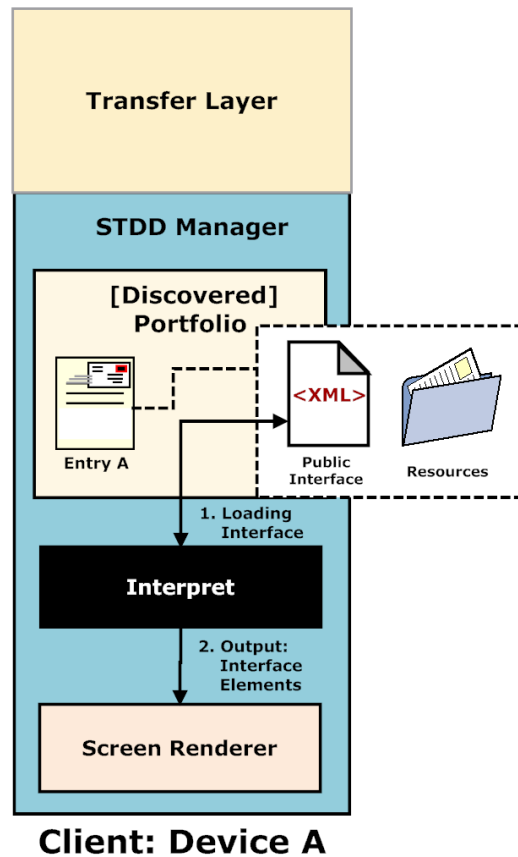 Transfer Layer
STDD Manager
[Discovered]
Portfolio
<XML>
Entry A
Public
Interface
Resources
1. Loading
Interface
Interpret
2. Output:
Interface
Elements
Screen Renderer
Client: Device A